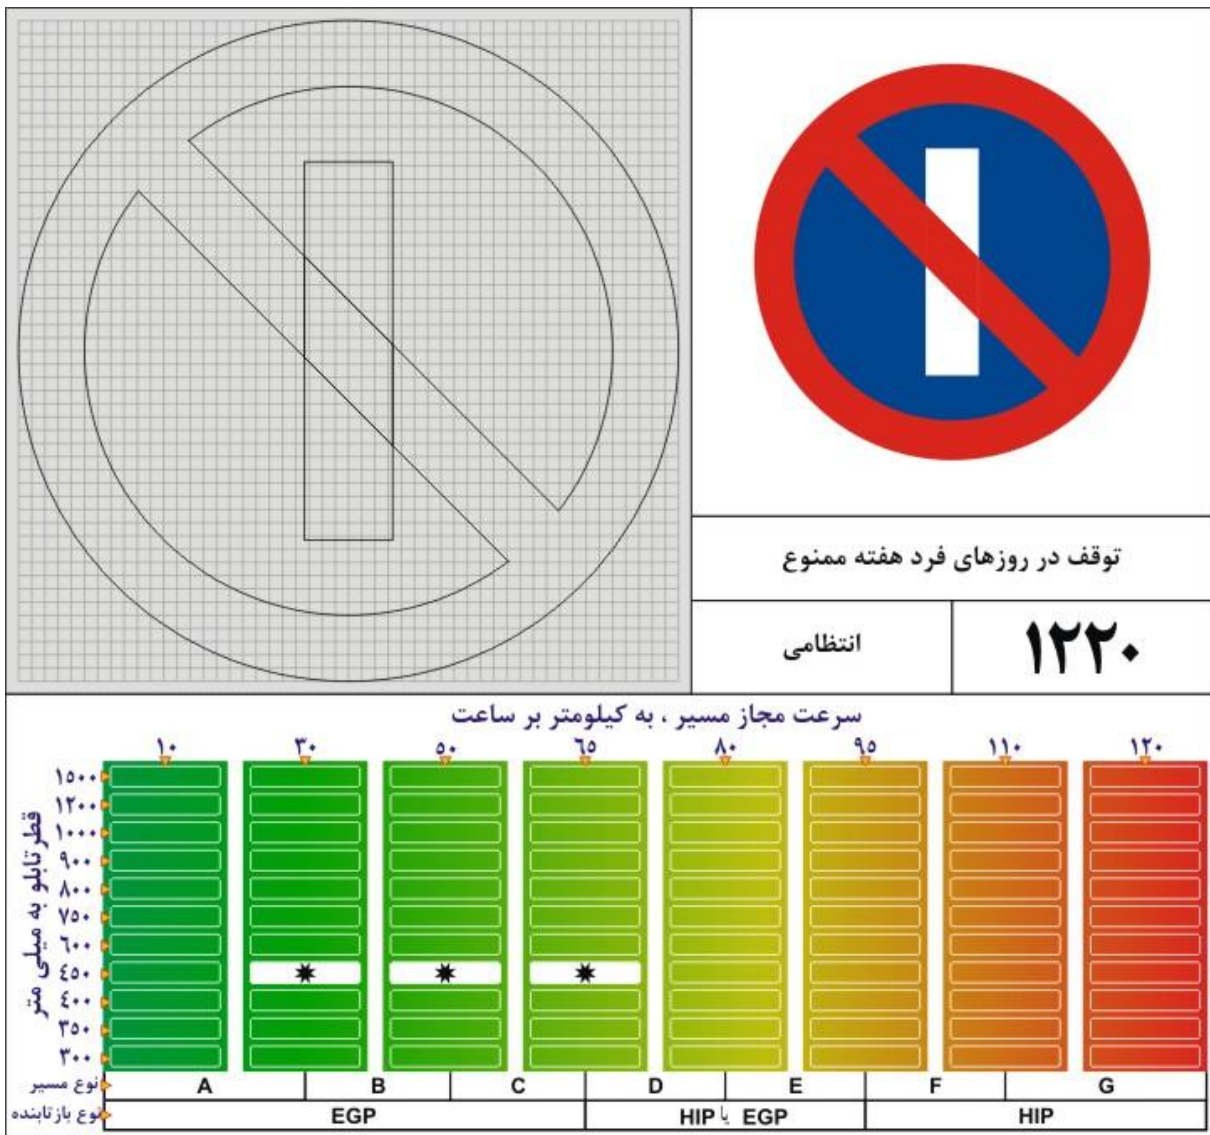 توقف در روزهای فرد هفته ممنوع
۱۲۲۰
انتظامی
سرعت مجاز مسیر ، به کیلومتر بر ساعت
۱۰ ۳۰ ۵۰ ۶۵ ۸۰ ۹۵ ۱۱۰ ۱۲۰
قطر تابلو به میلی متر
۱۵۰۰
۱۲۰۰
۱۰۰۰
۹۰۰
۸۰۰
۷۵۰
۶۰۰
۴۵۰
۴۰۰
۳۵۰
۳۰۰
نوع مسیر A B C D E F G
نوع بازتابنده EGP HIP یا EGP HIP